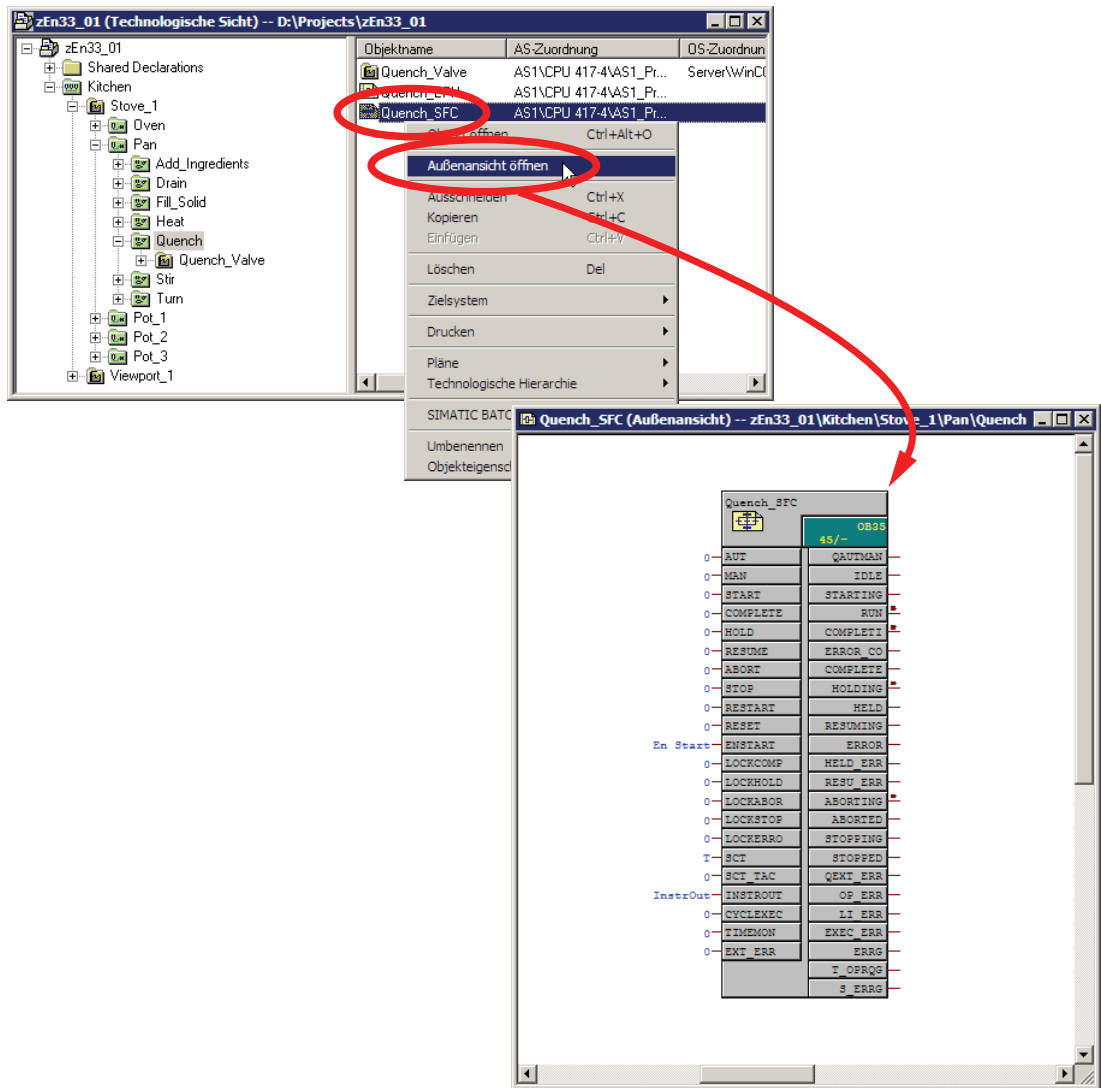 zEn33_01 (Technologische Sicht) -- D:\Projects\zEn33_01
zEn33_01
Shared Declarations
Kitchen
Stove_1
Oven
Pan
Add_Ingredients
Drain
Fill_Solid
Heat
Quench
Quench_Valve
Stir
Turn
Pot_1
Pot_2
Pot_3
Viewport_1
Objektname AS-Zuordnung OS-Zuordnun
Quench_Valve AS1\CPU 417-4\AS1_Pr... Server\WinC
AS1\CPU 417-4\AS1_Pr...
Quench_SFC AS1\CPU 417-4\AS1_Pr...
öffnen Ctrl+Alt+O
Außenansicht öffnen
Ausschneiden Ctrl+X
Kopieren Ctrl+C
Einfügen Ctrl+V
Löschen Del
Zielsystem
Drucken
Pläne
Technologische Hierarchie
SIMATIC BATC
Umbenennen
Objekteigensc
Quench_SFC (Außenansicht) -- zEn33_01\Kitchen\Stove_1\Pan\Quench
Quench_SFC
OB35
45/-
0 AUT QAUTMAN
0 MAN IDLE
0 START STARTING
0 COMPLETE RUN
0 HOLD COMPLETI
0 RESUME ERROR_CO
0 ABORT COMPLETE
0 STOP HOLDING
0 RESTART HELD
0 RESET RESUMING
En Start ENSTART ERROR
0 LOCKCOMP HELD_ERR
0 LOCKHOLD RESU_ERR
0 LOCKABOR ABORTING
0 LOCKSTOP ABORTED
0 LOCKERRO STOPPING
T SCT STOPPED
0 SCT_TAC QEXT_ERR
InstrOut INSTROUT OP_ERR
0 CYCLEXEC LI_ERR
0 TIMEMON EXEC_ERR
0 EXT_ERR ERRG
T_OPRQG
S_ERRG